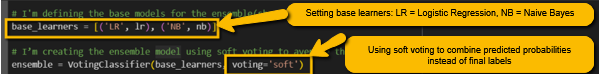 # I'm defining the base models for the ensemble
base_learners = [('LR', lr), ('NB', nb)]
Setting base learners: LR = Logistic Regression, NB = Naive Bayes
# I'm creating the ensemble model using soft voting to
ensemble = VotingClassifier(base_learners, voting='soft')
Using soft voting to combine predicted probabilities
instead of final labels